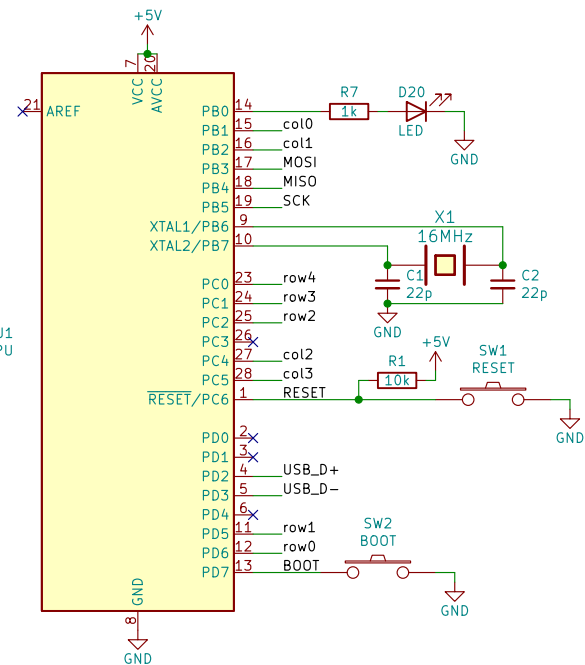 +5V
7
20
VCC
AVCC
21
AREF
PB0
14
R7
1k
D20
LED
GND
PB1
15
col0
PB2
16
col1
PB3
17
MOSI
PB4
18
MISO
PB5
19
SCK
XTAL1/PB6
9
XTAL2/PB7
10
X1
16MHz
C1
22p
C2
22p
GND
PC0
23
row4
PC1
24
row3
PC2
25
row2
PC3
26
PC4
27
col2
PC5
28
col3
RESET/PC6
1
RESET
R1
10k
+5V
SW1
RESET
GND
PD0
2
PD1
3
PD2
4
USB_D+
PD3
5
USB_D-
PD4
6
PD5
11
row1
PD6
12
row0
PD7
13
BOOT
SW2
BOOT
GND
GND
8
GND